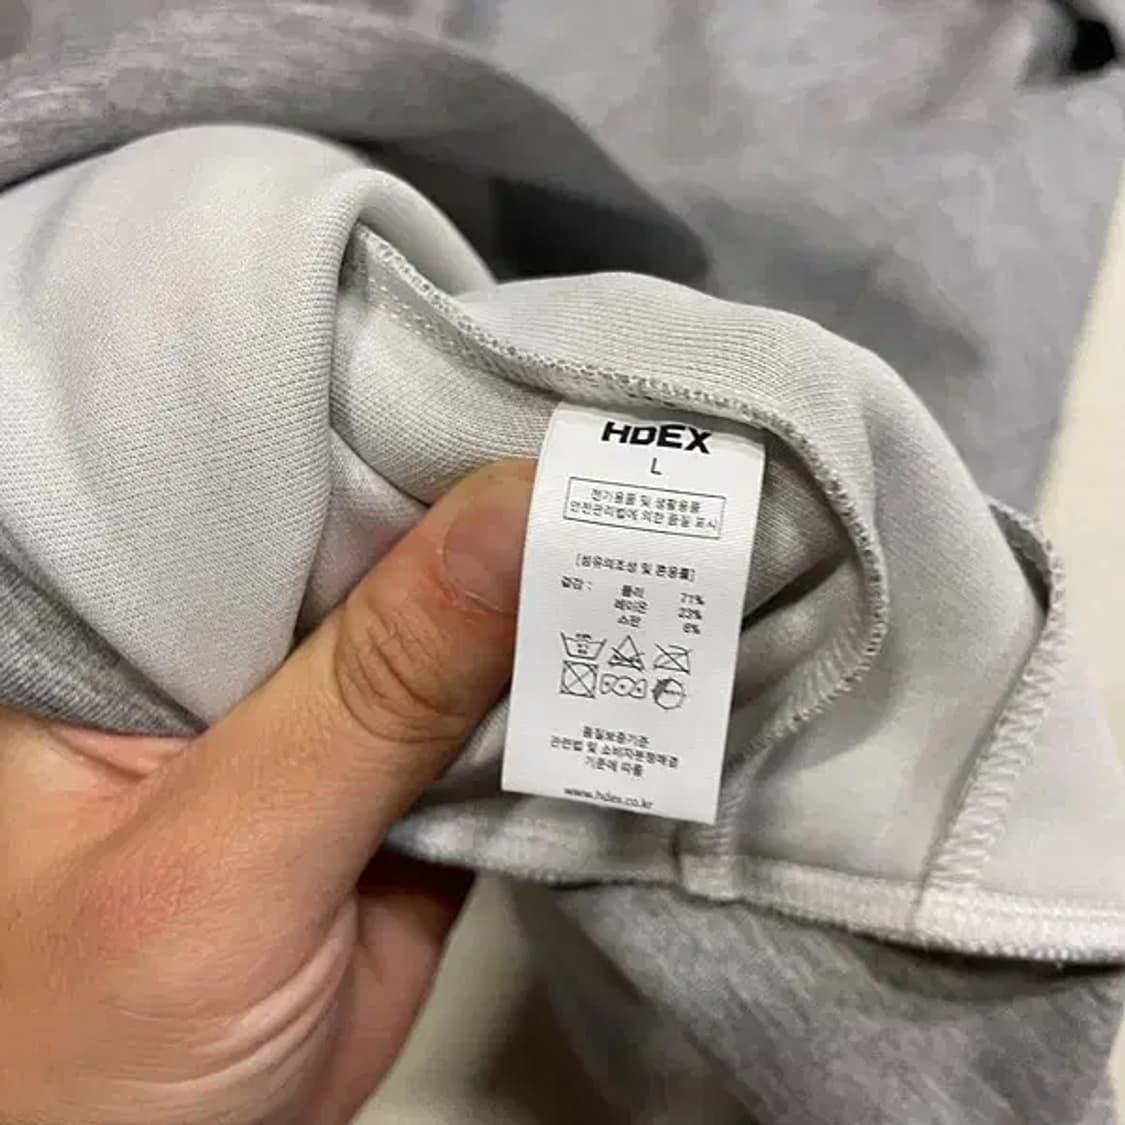 HDEX
L
전기용품 및 생활용품
안전관리법에 의한 품질 표시
[섬유의조성 및 혼용률]
겉감 : 폴리 71%
레이온 23%
스판 6%
품질보증기준
관련법 및 소비자분쟁해결
기준에 따름
www.hdex.co.kr